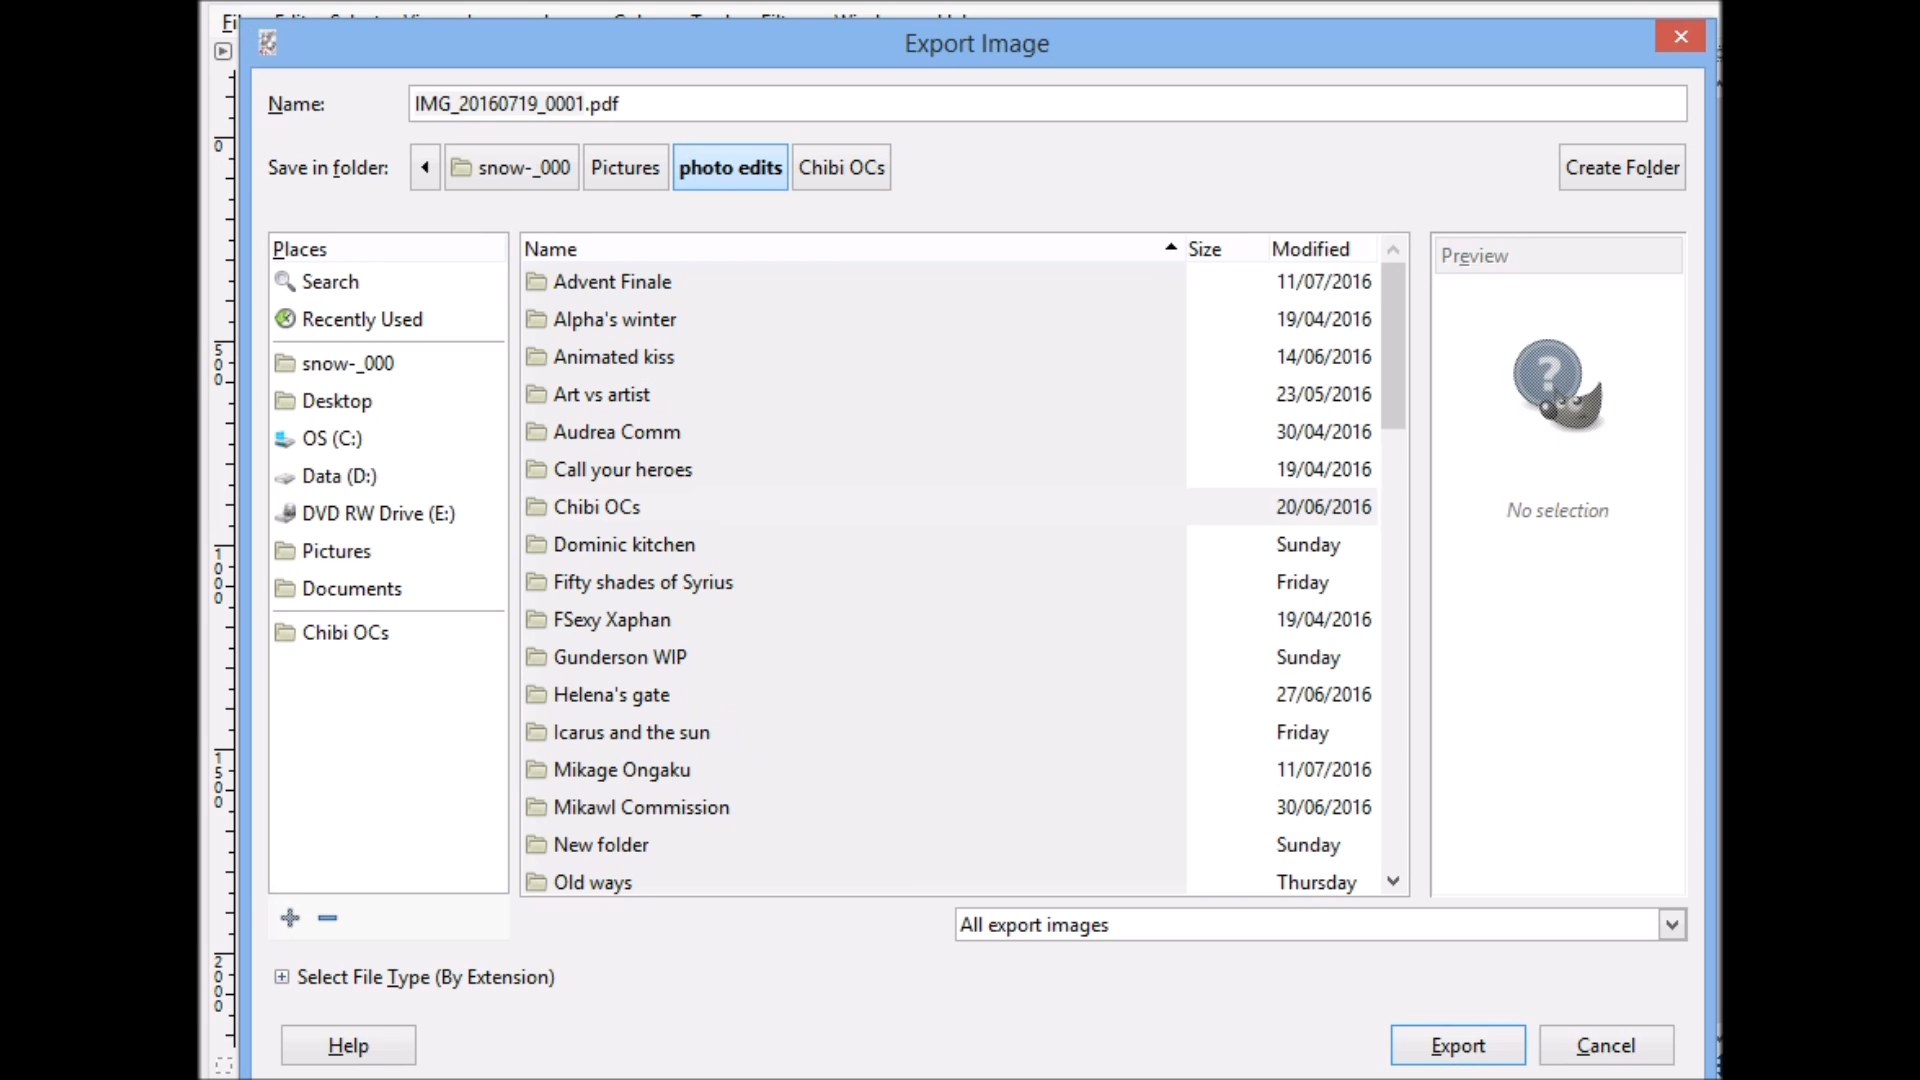 Export Image
Name: IMG_20160719_0001.pdf
Save in folder: snow-_000 Pictures photo edits Chibi OCs Create Folder
Places
Search
Recently Used
snow-_000
Desktop
OS (C:)
Data (D:)
DVD RW Drive (E:)
Pictures
Documents
Chibi OCs
Name Size Modified
Advent Finale 11/07/2016
Alpha's winter 19/04/2016
Animated kiss 14/06/2016
Art vs artist 23/05/2016
Audrea Comm 30/04/2016
Call your heroes 19/04/2016
Chibi OCs 20/06/2016
Dominic kitchen Sunday
Fifty shades of Syrius Friday
FSexy Xaphan 19/04/2016
Gunderson WIP Sunday
Helena's gate 27/06/2016
Icarus and the sun Friday
Mikage Ongaku 11/07/2016
Mikawl Commission 30/06/2016
New folder Sunday
Old ways Thursday
Preview
No selection
All export images
Select File Type (By Extension)
Help Export Cancel
0
500
1000
1500
2000